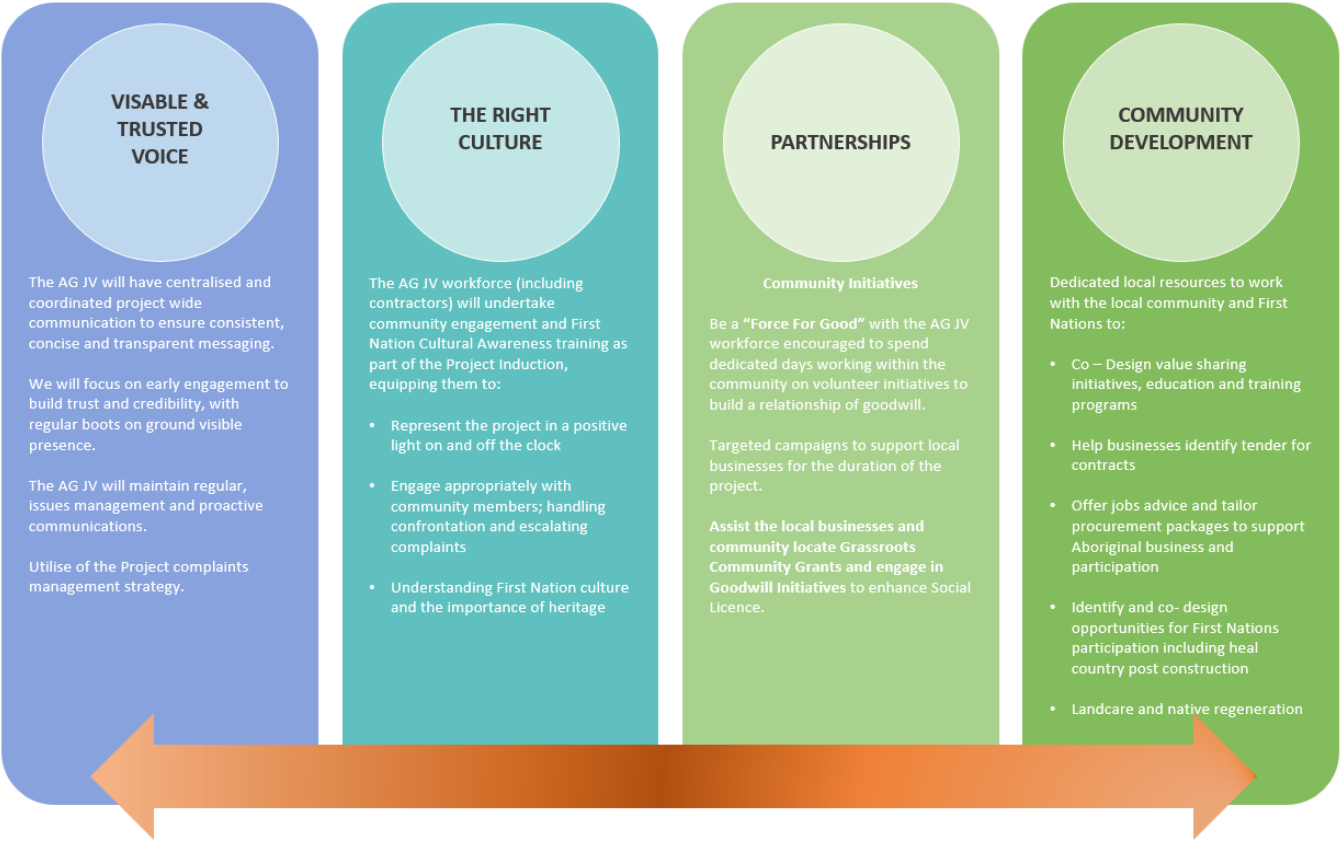 VISABLE &
TRUSTED
VOICE
The AG JV will have centralised and
coordinated project wide
communication to ensure consistent,
concise and transparent messaging.
We will focus on early engagement to
build trust and credibility, with
regular boots on ground visible
presence.
The AG JV will maintain regular,
issues management and proactive
communications.
Utilise of the Project complaints
management strategy.
THE RIGHT
CULTURE
The AG JV workforce (including
contractors) will undertake
community engagement and First
Nation Cultural Awareness training as
part of the Project Induction,
equipping them to:
• Represent the project in a positive
light on and off the clock
• Engage appropriately with
community members; handling
confrontation and escalating
complaints
• Understanding First Nation culture
and the importance of heritage
PARTNERSHIPS
Community Initiatives
Be a “Force For Good” with the AG JV
workforce encouraged to spend
dedicated days working within the
community on volunteer initiatives to
build a relationship of goodwill.
Targeted campaigns to support local
businesses for the duration of the
project.
Assist the local businesses and
community locate Grassroots
Community Grants and engage in
Goodwill Initiatives to enhance Social
Licence.
COMMUNITY
DEVELOPMENT
Dedicated local resources to work
with the local community and First
Nations to:
• Co – Design value sharing
initiatives, education and training
programs
• Help businesses identify tender for
contracts
• Offer jobs advice and tailor
procurement packages to support
Aboriginal business and
participation
• Identify and co- design
opportunities for First Nations
participation including heal
country post construction
• Landcare and native regeneration